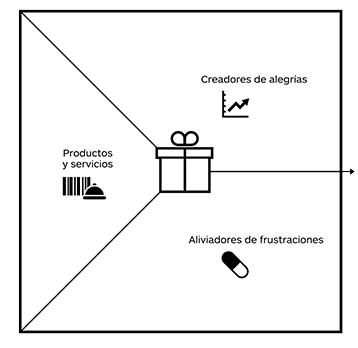 Creadores de alegrías
Productos
y servicios
Aliviadores de frustraciones